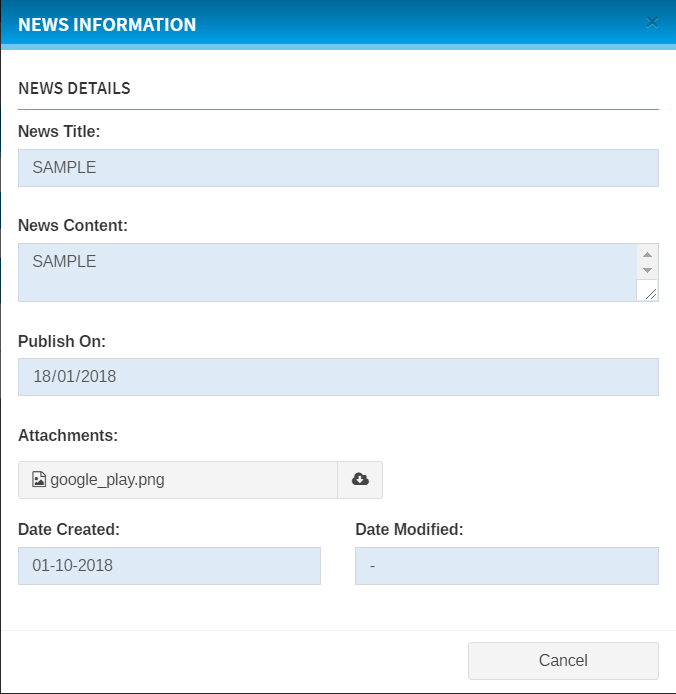 NEWS INFORMATION
NEWS DETAILS
News Title:
SAMPLE
News Content:
SAMPLE
Publish On:
18/01/2018
Attachments:
google_play.png
Date Created: Date Modified:
01-10-2018 -
Cancel